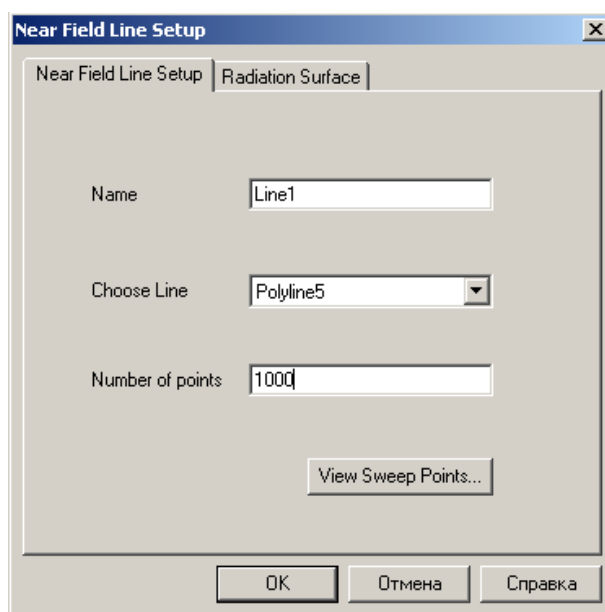 Near Field Line Setup
Near Field Line Setup Radiation Surface
Name Line1
Choose Line Polyline5
Number of points 1000
View Sweep Points...
OK Отмена Справка